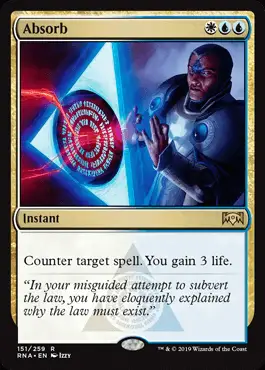 Absorb
Instant
Counter target spell. You gain 3 life.
“In your misguided attempt to subvert
the law, you have eloquently explained
why the law must exist.”
151/259 R
RNA • EN Izzy
™ & © 2019 Wizards of the Coast